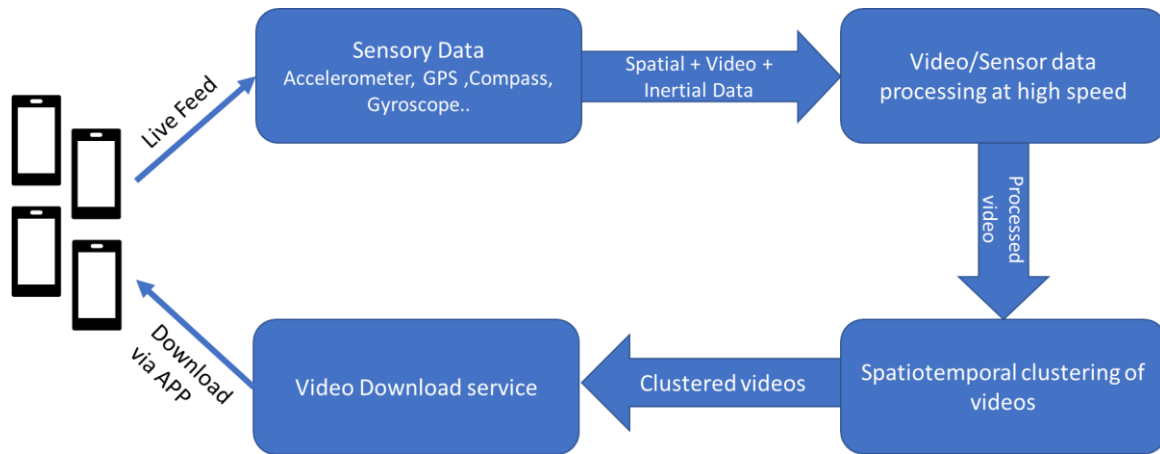 Live Feed
Sensory Data
Accelerometer, GPS ,Compass,
Gyroscope..
Spatial + Video +
Inertial Data
Video/Sensor data
processing at high speed
Processed
video
Spatiotemporal clustering of
videos
Clustered videos
Video Download service
Download
via APP